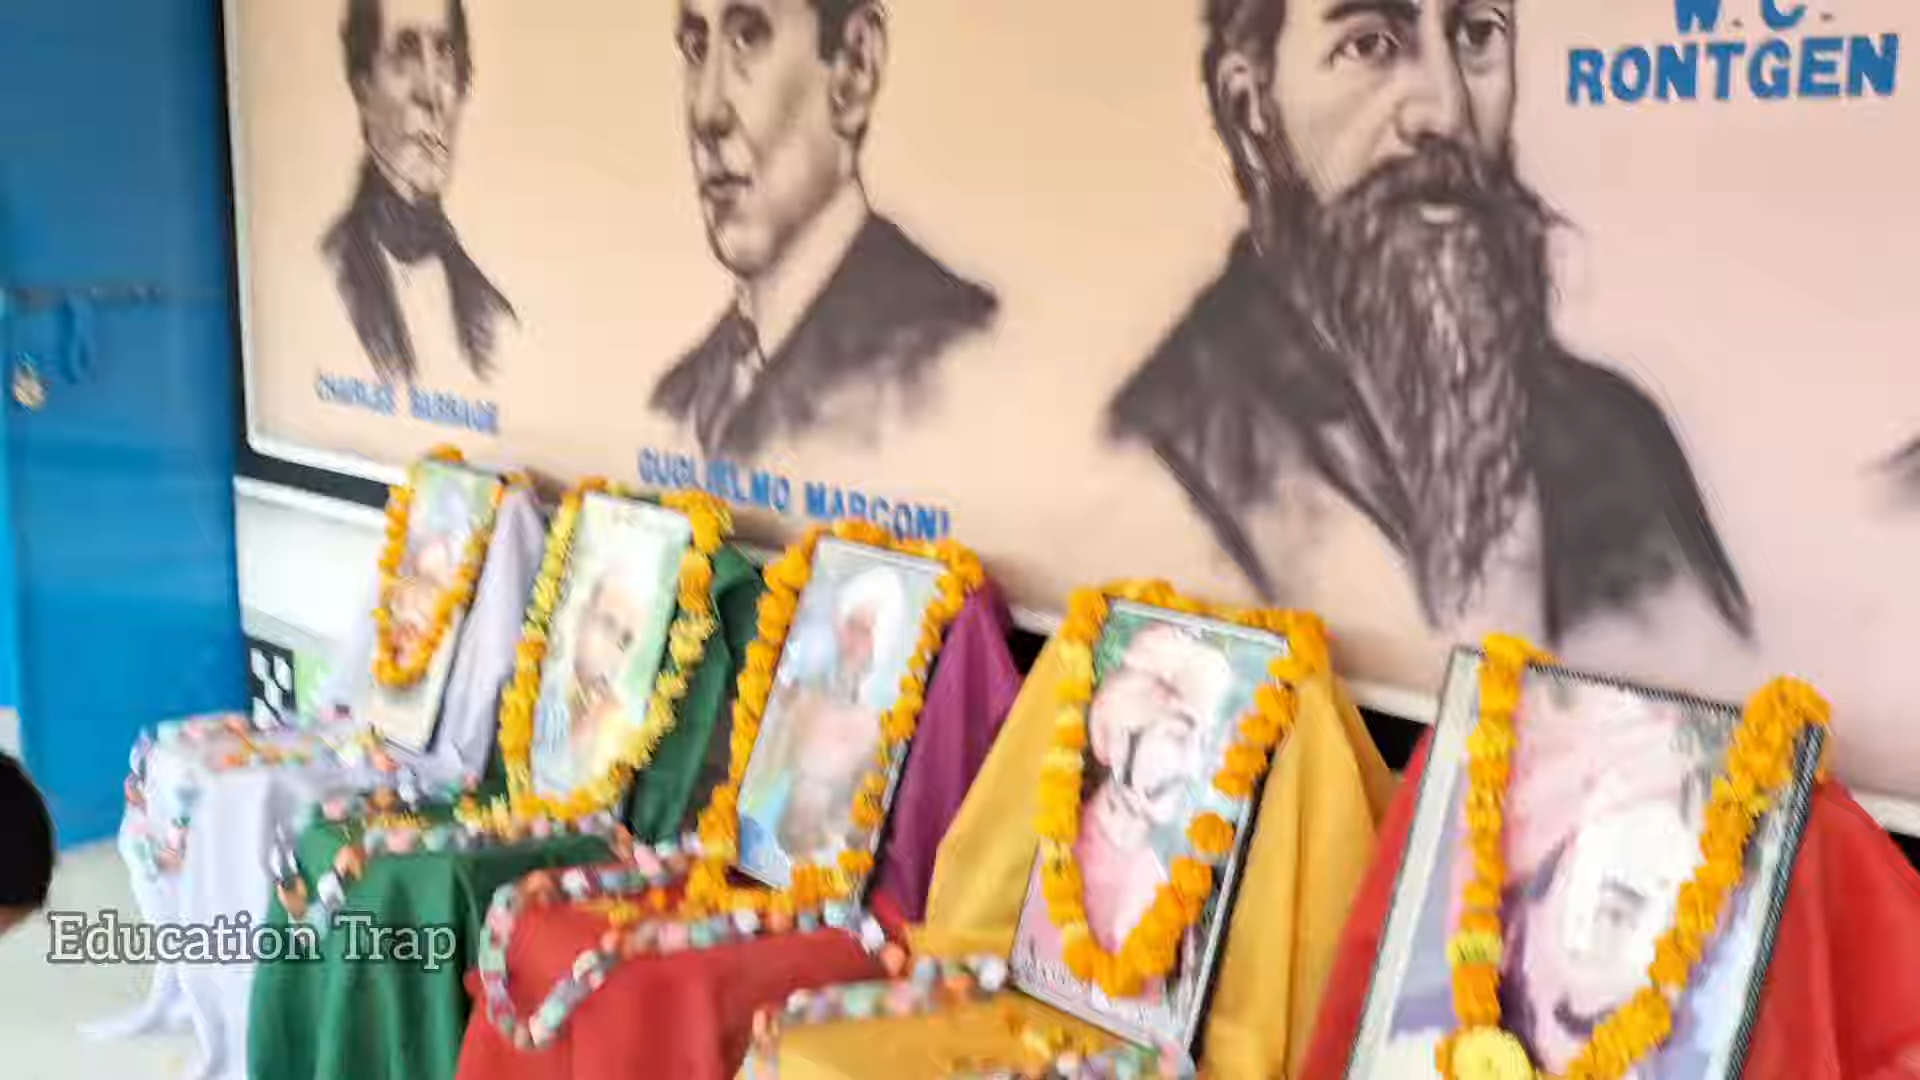 W. C.
RONTGEN
CHARLES BABBAGE
GUGLIELMO MARCONI
Education Trap